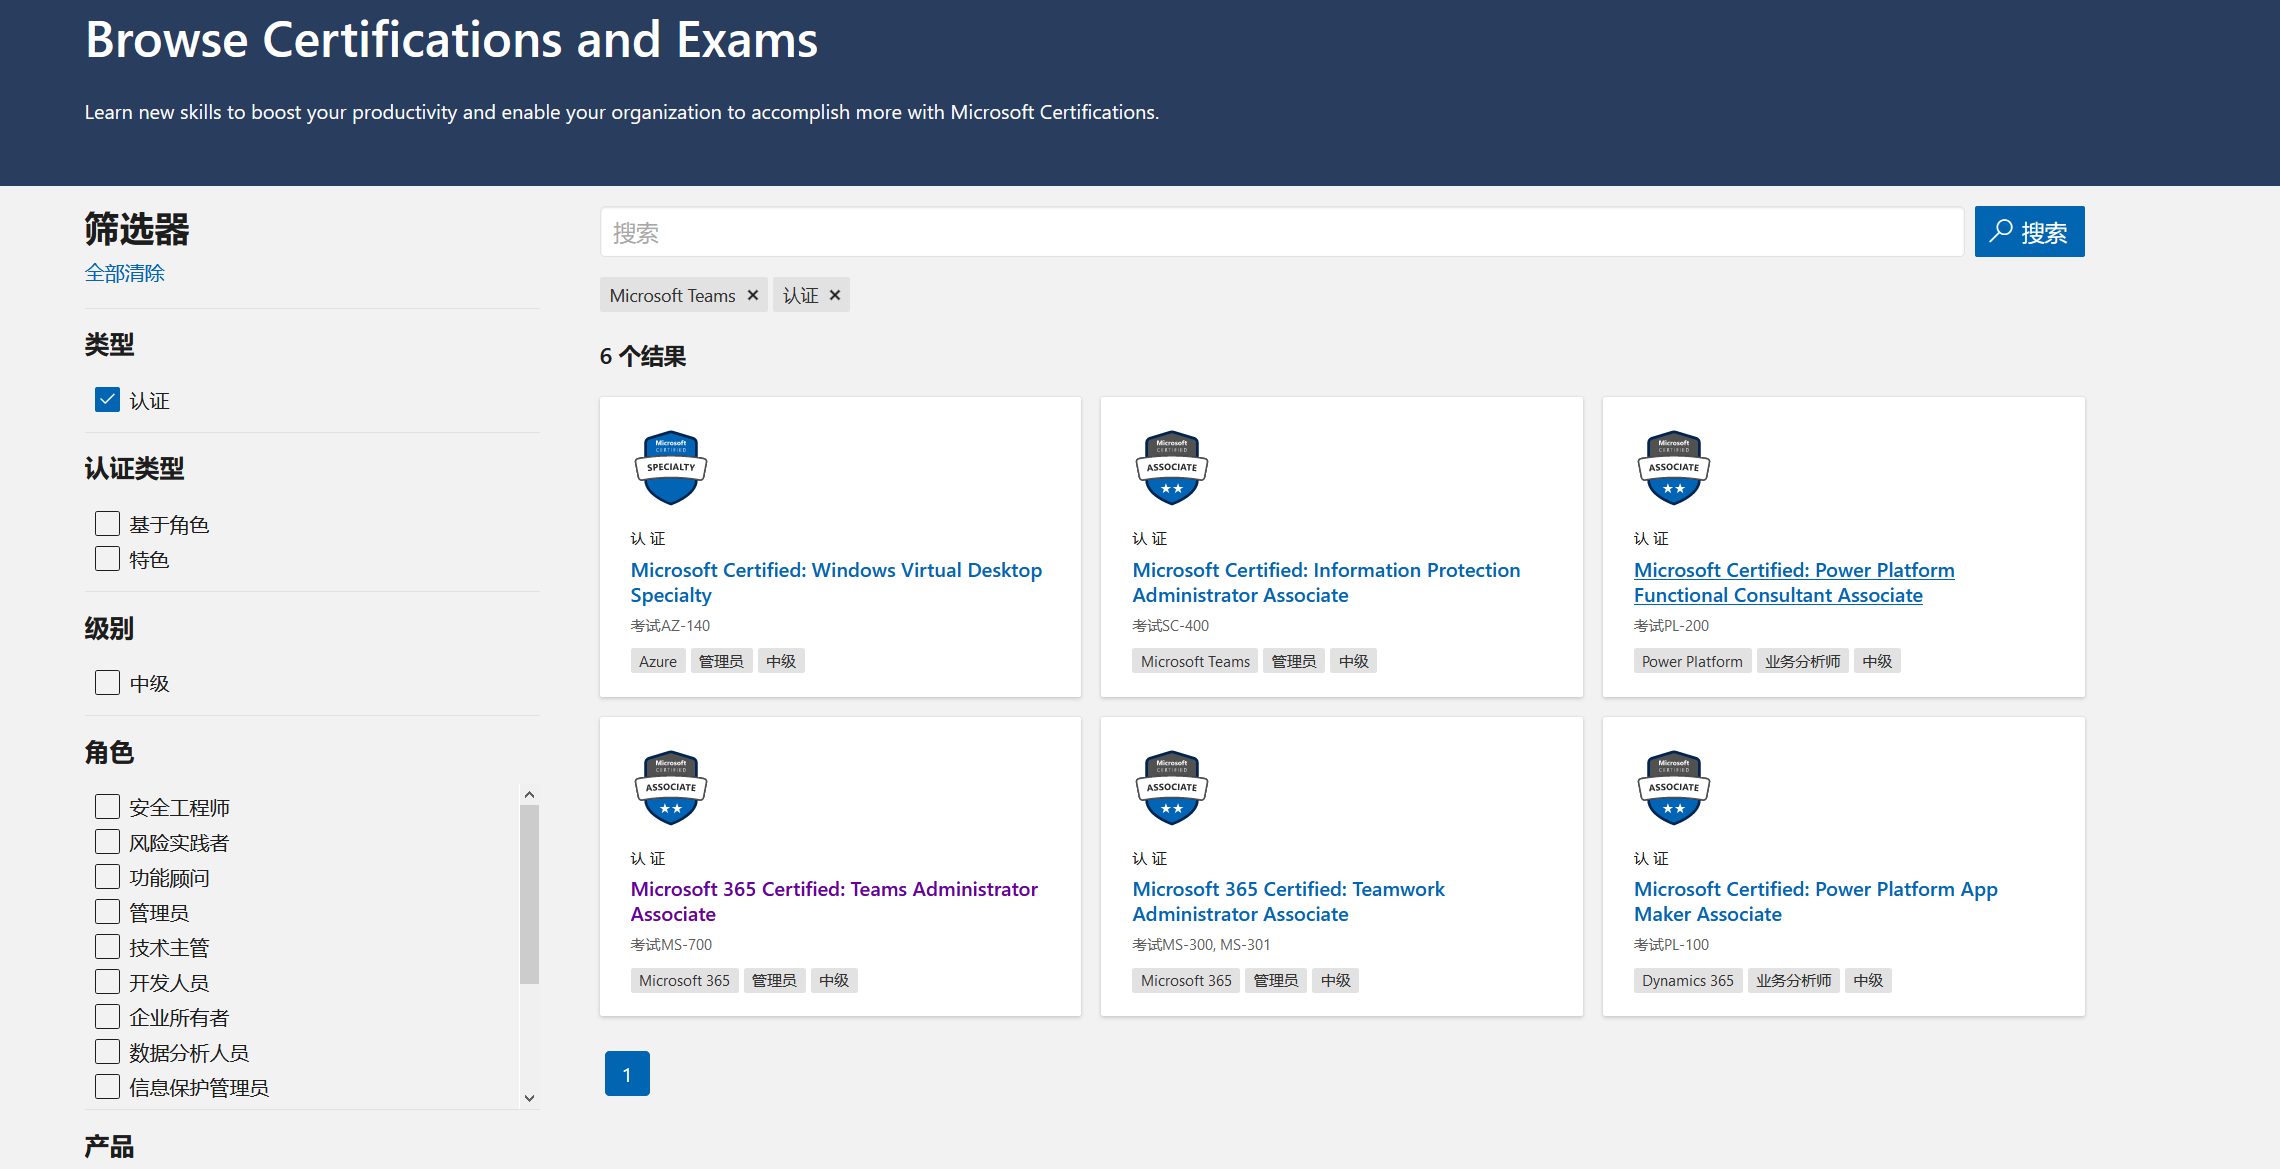 Browse Certifications and Exams
Learn new skills to boost your productivity and enable your organization to accomplish more with Microsoft Certifications.
筛选器
全部清除
类型
认证
认证类型
基于角色
特色
级别
中级
角色
安全工程师
风险实践者
功能顾问
管理员
技术主管
开发人员
企业所有者
数据分析人员
信息保护管理员
产品
搜索
搜索
Microsoft Teams ✕ 认证 ✕
6 个结果
Microsoft
CERTIFIED
SPECIALTY
认证
Microsoft Certified: Windows Virtual Desktop
Specialty
考试AZ-140
Azure 管理员 中级
Microsoft
CERTIFIED
ASSOCIATE
认证
Microsoft Certified: Information Protection
Administrator Associate
考试SC-400
Microsoft Teams 管理员 中级
Microsoft
CERTIFIED
ASSOCIATE
认证
Microsoft Certified: Power Platform
Functional Consultant Associate
考试PL-200
Power Platform 业务分析师 中级
Microsoft
CERTIFIED
ASSOCIATE
认证
Microsoft 365 Certified: Teams Administrator
Associate
考试MS-700
Microsoft 365 管理员 中级
Microsoft
CERTIFIED
ASSOCIATE
认证
Microsoft 365 Certified: Teamwork
Administrator Associate
考试MS-300, MS-301
Microsoft 365 管理员 中级
Microsoft
CERTIFIED
ASSOCIATE
认证
Microsoft Certified: Power Platform App
Maker Associate
考试PL-100
Dynamics 365 业务分析师 中级
1